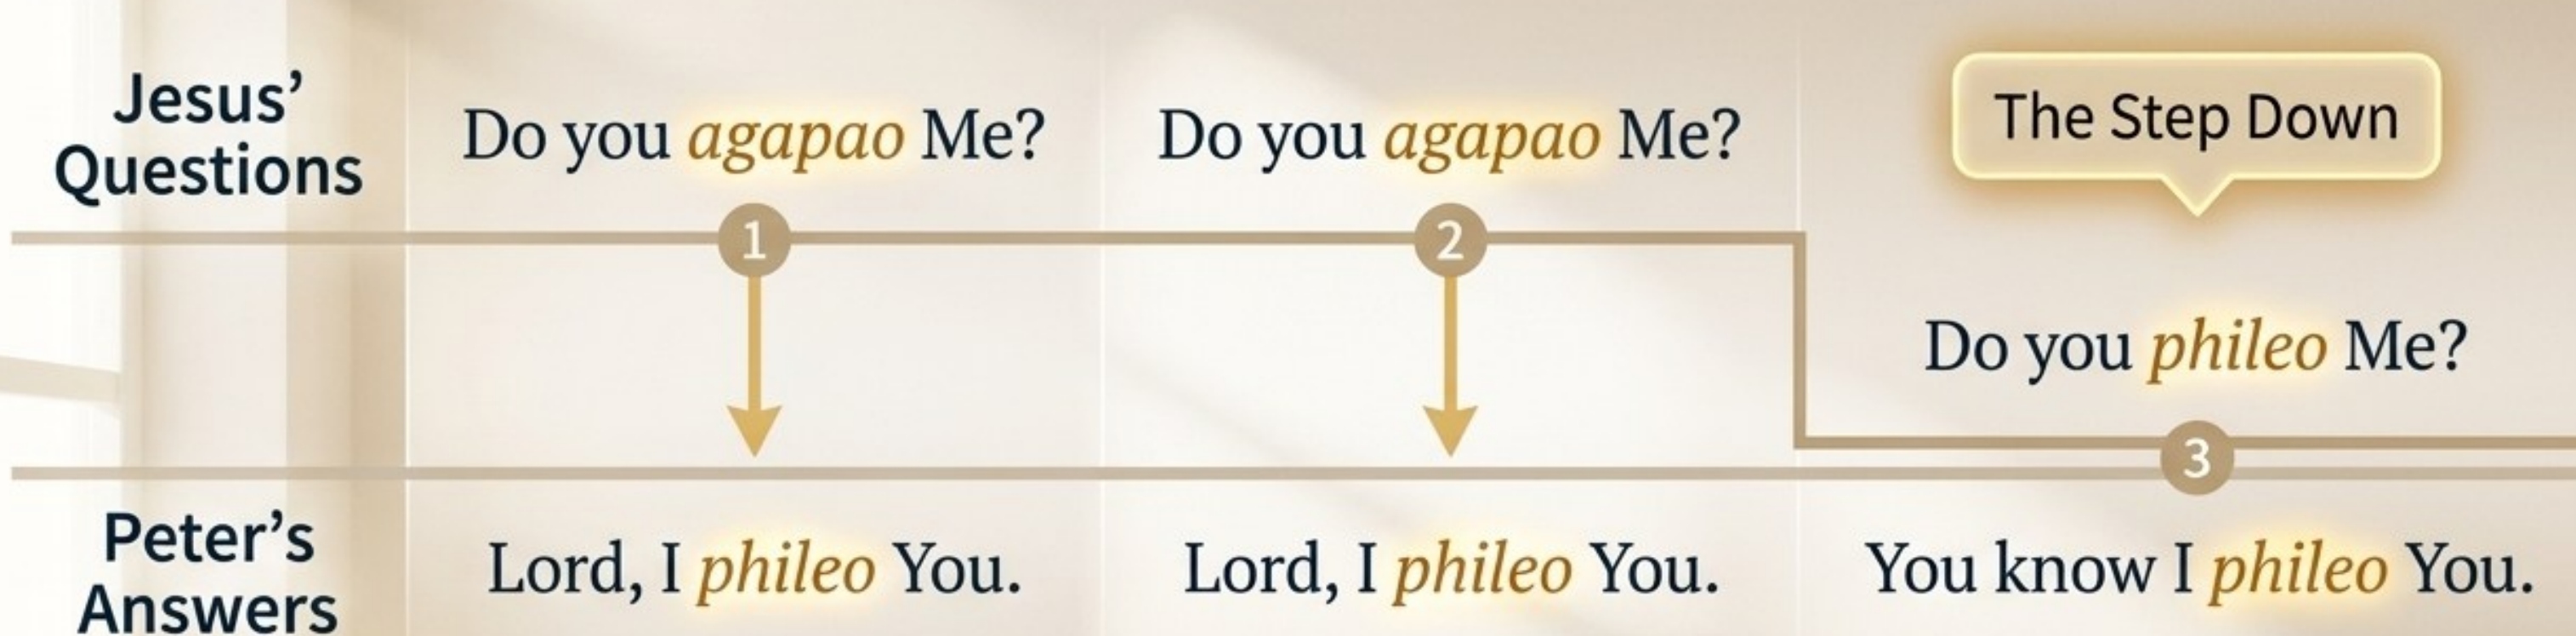 Jesus’
Questions
Do you agapao Me?
Do you agapao Me?
The Step Down
1
2
Do you phileo Me?
3
Peter’s
Answers
Lord, I phileo You.
Lord, I phileo You.
You know I phileo You.